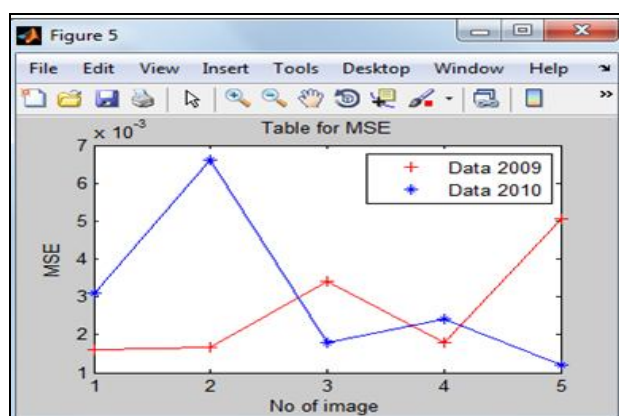 Figure 5
File Edit View Insert Tools Desktop Window Help
× 10-3
Table for MSE
7
6
5
4
3
2
1
MSE
Data 2009
Data 2010
1 2 3 4 5
No of image